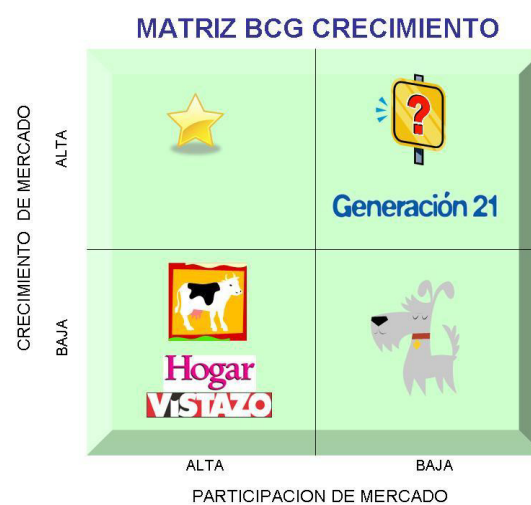 MATRIZ BCG CRECIMIENTO
CRECIMIENTO DE MERCADO
ALTA
?
Generación 21
BAJA
Hogar
ViSTAZO
ALTA
BAJA
PARTICIPACION DE MERCADO